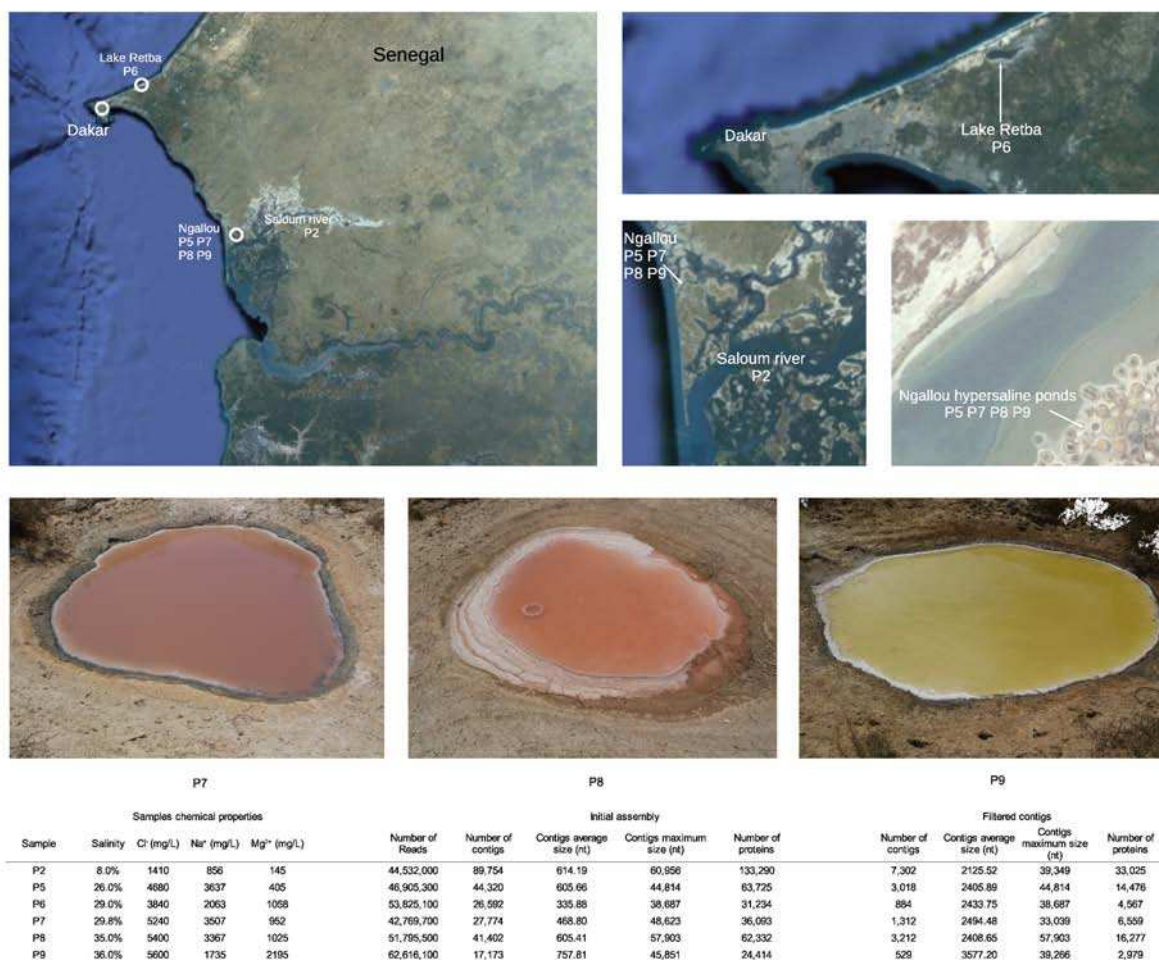 Senegal
Lake Retba
P6
Dakar
Ngallou
P5 P7
P8 P9
Saloum river
P2
Dakar
Lake Retba
P6
Ngallou
P5 P7
P8 P9
Saloum river
P2
Ngallou hypersaline ponds
P5 P7 P8 P9
P7 P8 P9
Samples chemical properties Initial assembly Filtered contigs
Sample Salinity Cl⁻ (mg/L) Na⁺ (mg/L) Mg²⁺ (mg/L) Number of Reads Number of contigs Contigs average size (nt) Contigs maximum size (nt) Number of proteins Number of contigs Contigs average size (nt) Contigs maximum size (nt) Number of proteins
P2 8.0% 1410 856 145 44,532,000 89,754 614.19 60,956 133,290 7,302 2125.52 39,349 33,025
P5 26.0% 4680 3637 405 46,905,300 44,320 605.66 44,814 63,725 3,018 2405.89 44,814 14,476
P6 29.0% 3840 2063 1058 53,825,100 26,592 335.88 38,687 31,234 884 2433.75 38,687 4,567
P7 29.8% 5240 3507 952 42,769,700 27,774 468.80 48,623 36,093 1,312 2494.48 33,039 6,559
P8 35.0% 5400 3367 1025 51,795,500 41,402 605.41 57,903 62,332 3,212 2408.65 57,903 16,277
P9 36.0% 5600 1735 2195 62,616,100 17,173 757.81 45,851 24,414 529 3577.20 39,266 2,979